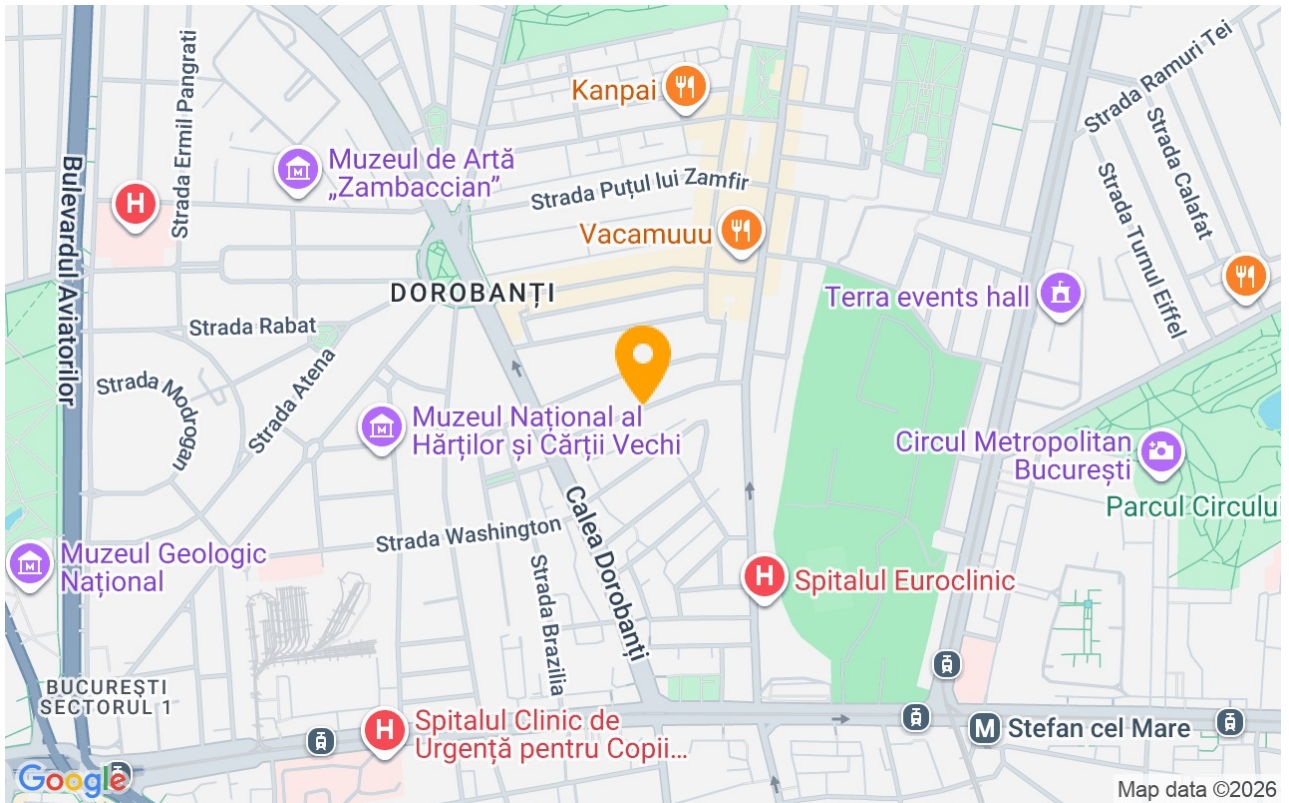 Kanpai
Strada Ermil Pangrati
Strada Ramuri Tei
Strada Calafat
Muzeul de Artă
„Zambaccian”
Strada Puțul lui Zamfir
Bulevardul Aviatorilor
Strada Turnul Eiffel
Vacamuuu
DOROBANȚI
Terra events hall
Strada Rabat
Strada Atena
Strada Modrogan
Muzeul Național al
Hărților și Cărții Vechi
Circul Metropolitan
București
Parcul Circului
Calea Dorobanți
Strada Washington
Muzeul Geologic
Național
Strada Brazilia
Spitalul Euroclinic
BUCUREȘTI
SECTORUL 1
Spitalul Clinic de
Urgență pentru Copii...
Stefan cel Mare
Google
Map data ©2026
H
H
H
M